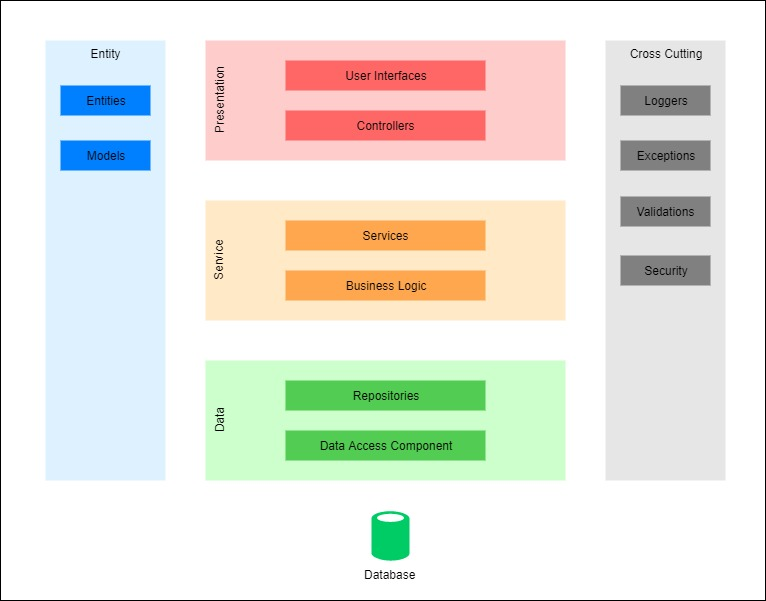 Entity
Entities
Models
Presentation
User Interfaces
Controllers
Service
Services
Business Logic
Data
Repositories
Data Access Component
Cross Cutting
Loggers
Exceptions
Validations
Security
Database